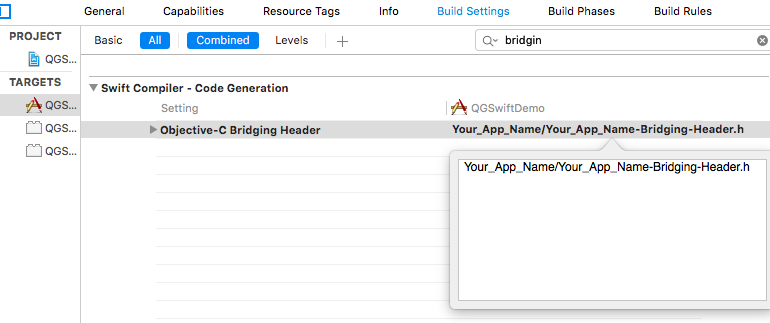 General Capabilities Resource Tags Info Build Settings Build Phases Build Rules
PROJECT
Basic All Combined Levels + bridgin
QGS...
TARGETS
Swift Compiler - Code Generation
QGS...
Setting QGSwiftDemo
QGS...
Objective-C Bridging Header Your_App_Name/Your_App_Name-Bridging-Header.h
QGS...
Your_App_Name/Your_App_Name-Bridging-Header.h